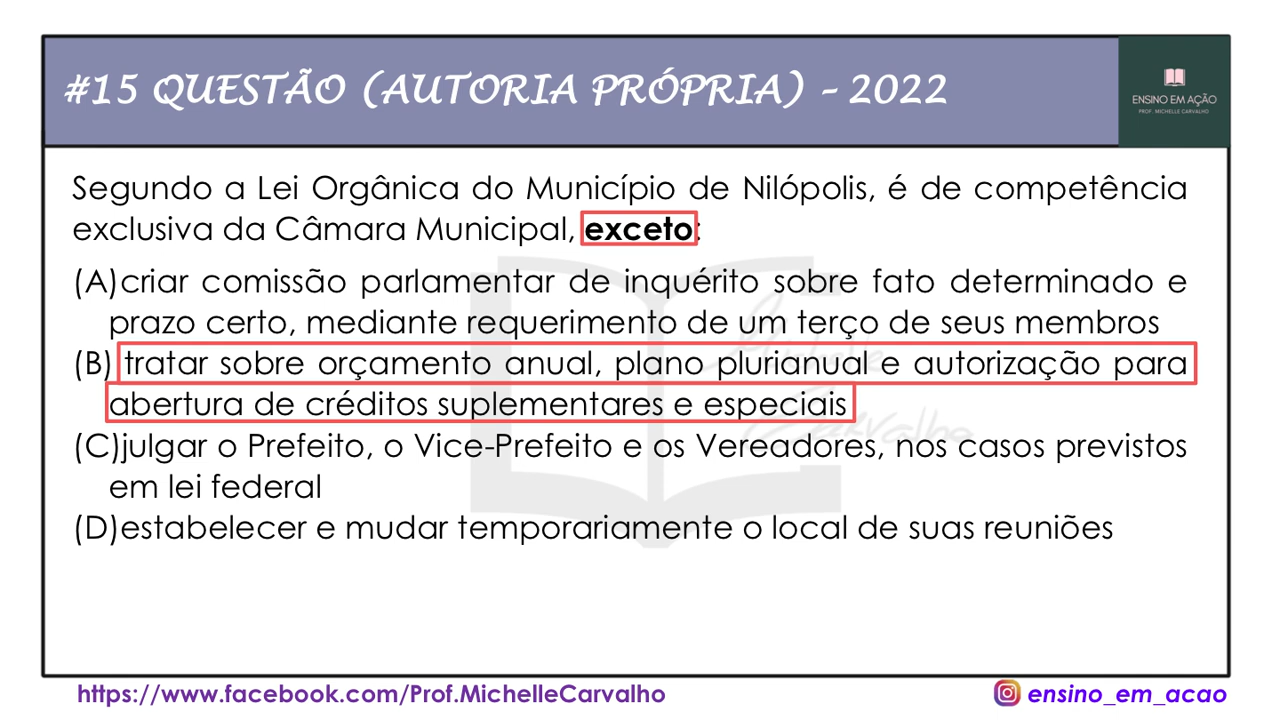 #15 QUESTÃO (AUTORIA PRÓPRIA) – 2022
ENSINO EM AÇÃO
PROF. MICHELLE CARVALHO
Segundo a Lei Orgânica do Município de Nilópolis, é de competência
exclusiva da Câmara Municipal, exceto:
(A)criar comissão parlamentar de inquérito sobre fato determinado e
prazo certo, mediante requerimento de um terço de seus membros
(B) tratar sobre orçamento anual, plano plurianual e autorização para
abertura de créditos suplementares e especiais
(C)julgar o Prefeito, o Vice-Prefeito e os Vereadores, nos casos previstos
em lei federal
(D)estabelecer e mudar temporariamente o local de suas reuniões
Michelle
Carvalho
https://www.facebook.com/Prof.MichelleCarvalho
ensino_em_acao